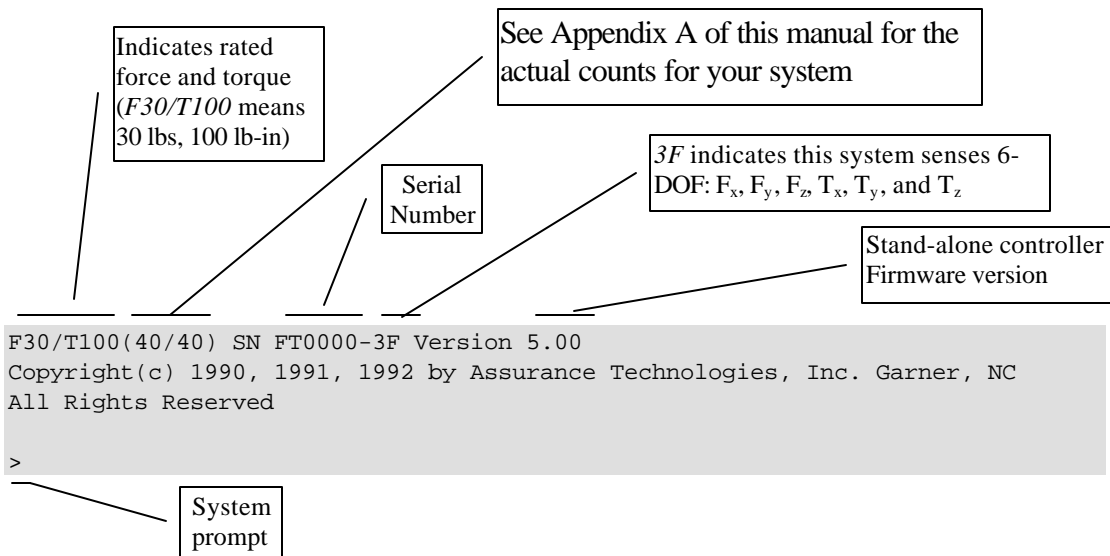 Indicates rated
force and torque
(F30/T100 means
30 lbs, 100 lb-in)
See Appendix A of this manual for the
actual counts for your system
3F indicates this system senses 6-
DOF: Fx, Fy, Fz, Tx, Ty, and Tz
Serial
Number
Stand-alone controller
Firmware version
F30/T100(40/40) SN FT0000-3F Version 5.00
Copyright(c) 1990, 1991, 1992 by Assurance Technologies, Inc. Garner, NC
All Rights Reserved
>
System
prompt